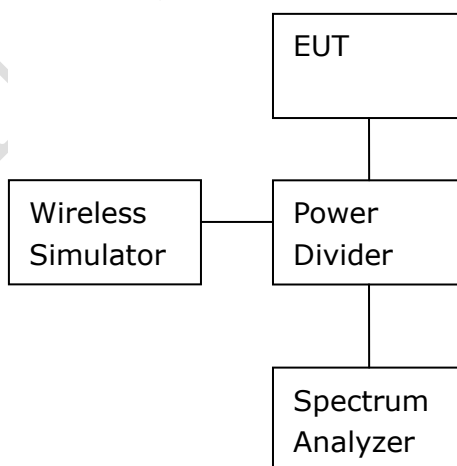 EUT
Wireless
Simulator
Power
Divider
Spectrum
Analyzer